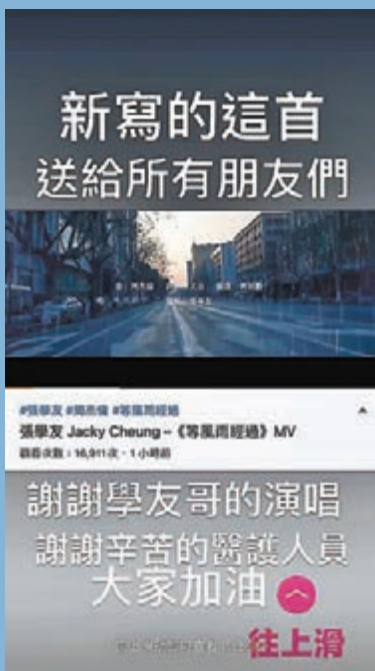 新寫的這首
送給所有朋友們
#張學友 #周杰倫 #等風雨經過
張學友 Jacky Cheung –《等風雨經過》MV
觀看次數:16,911次・1 小時前
謝謝學友哥的演唱
謝謝辛苦的醫護人員
大家加油
往上滑